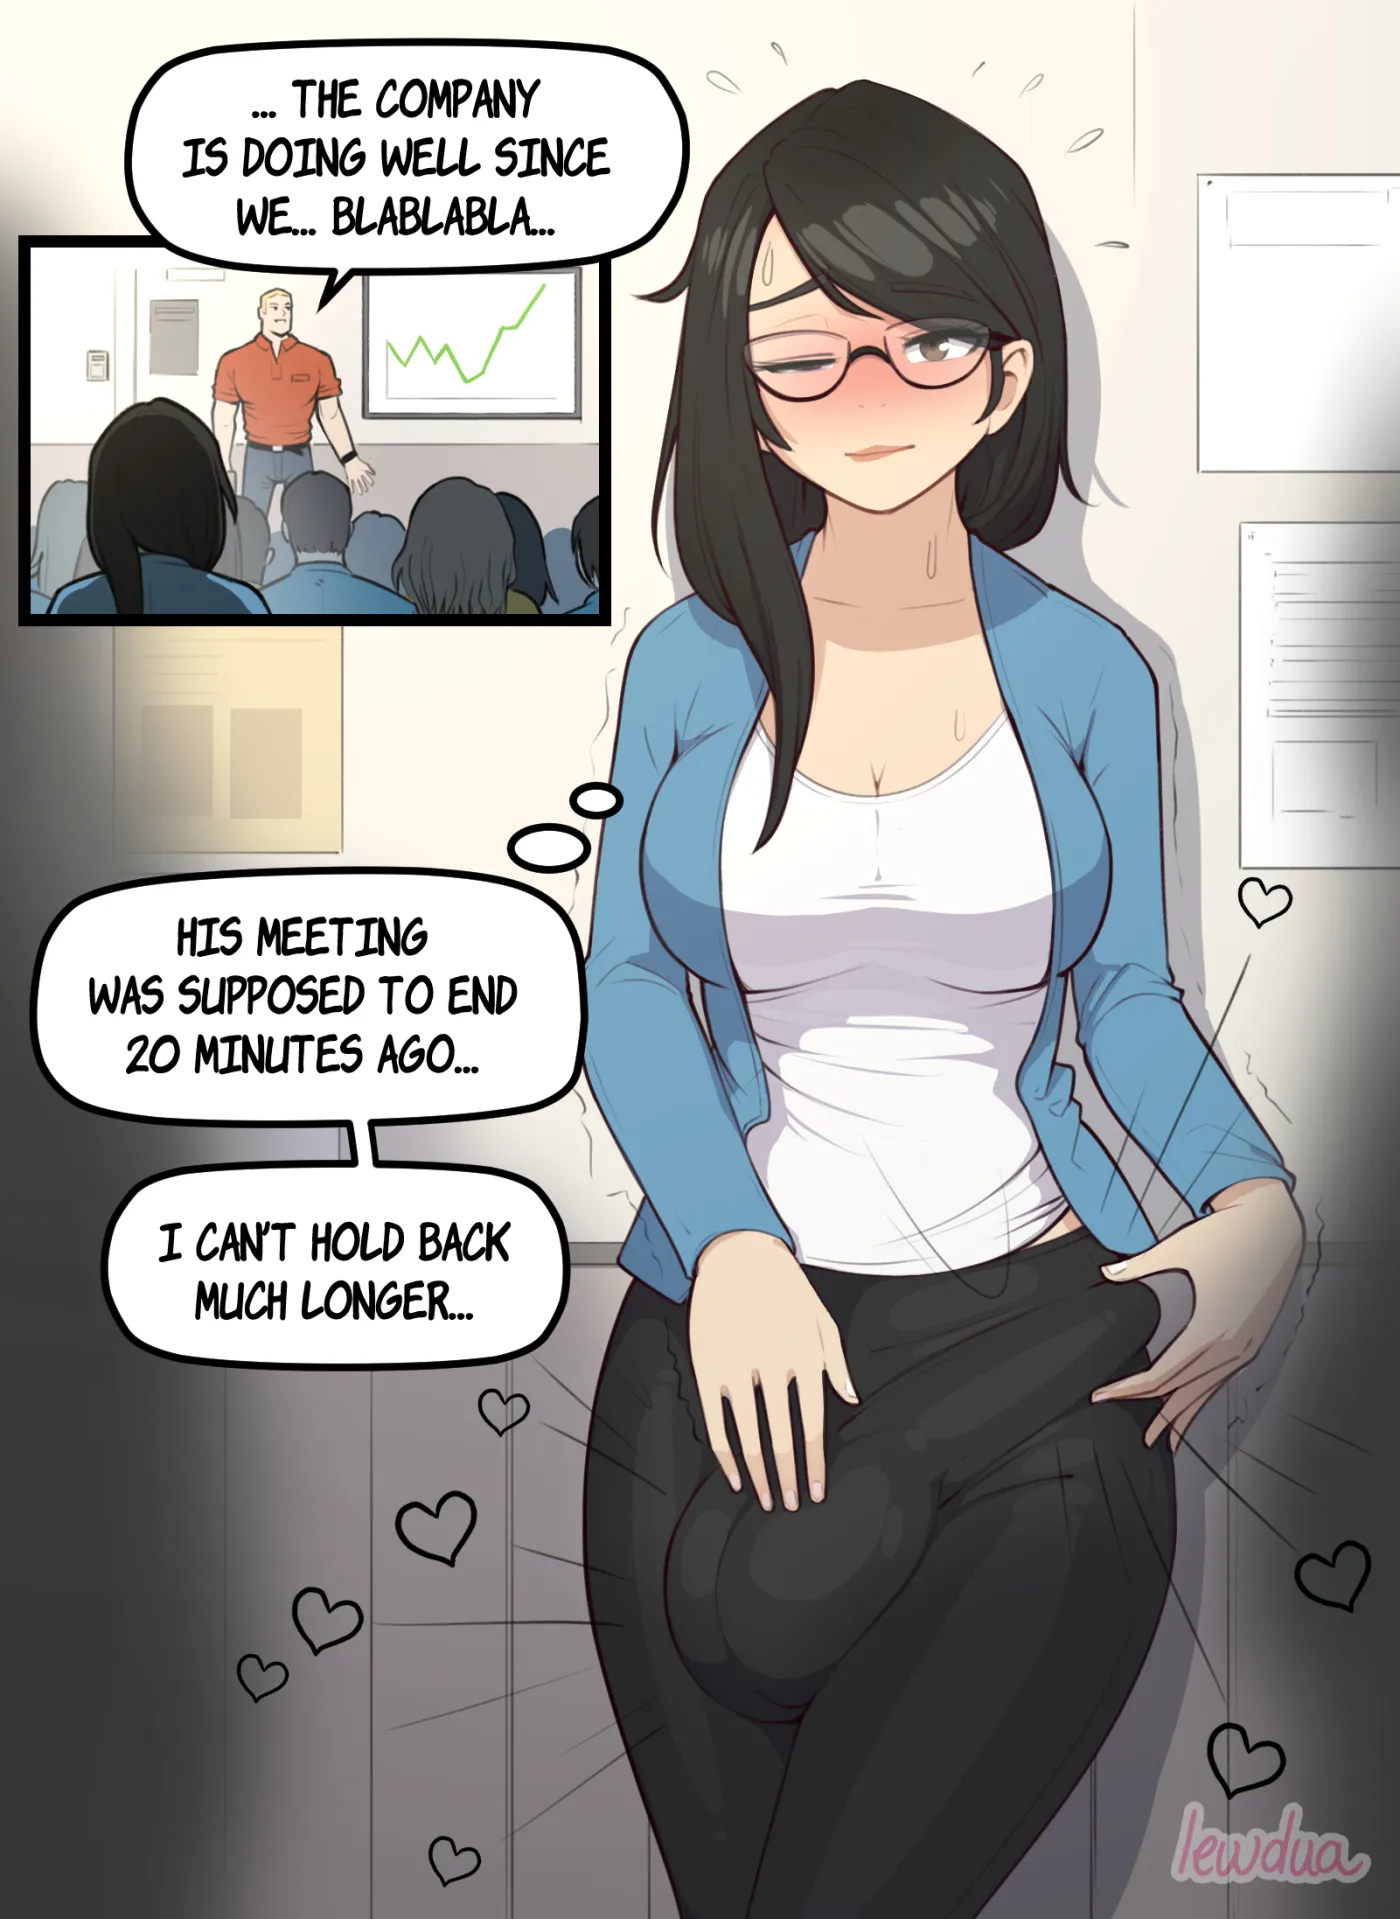 ... THE COMPANY
IS DOING WELL SINCE
WE... BLABLABLA...
HIS MEETING
WAS SUPPOSED TO END
20 MINUTES AGO...
I CAN'T HOLD BACK
MUCH LONGER...
lewdua